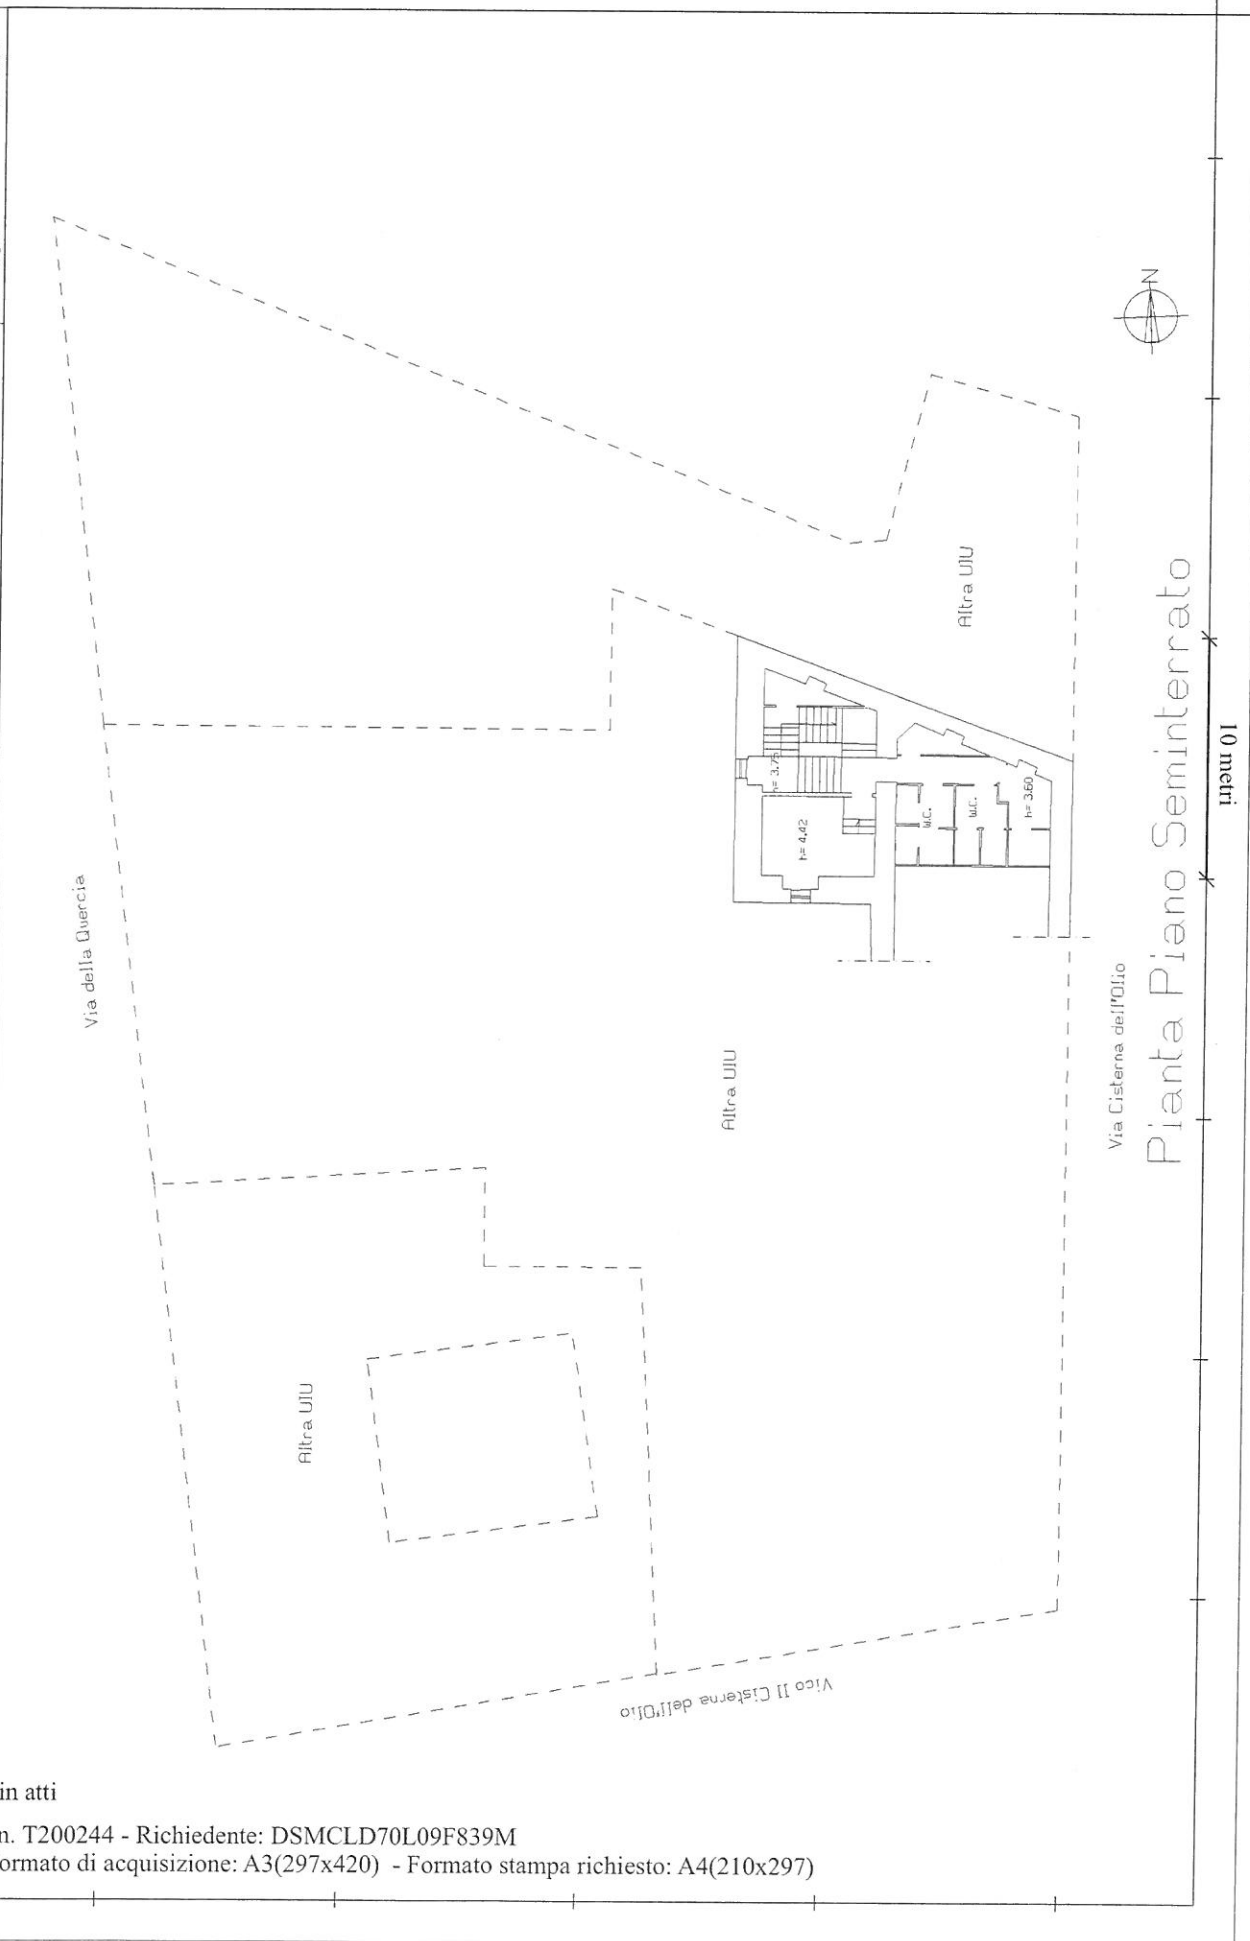 N
Altra UIU
Pianta Piano Seminterrato
10 metri
h= 3.75
h= 4.42
W.C.
W.C.
h= 3.60
Via della Quercia
Via Cisterna dell'Olio
Altra UIU
Altra UIU
Vico II Cisterna dell'Olio
in atti
n. T200244 - Richiedente: DSMCLD70L09F839M
ormato di acquisizione: A3(297x420) - Formato stampa richiesto: A4(210x297)